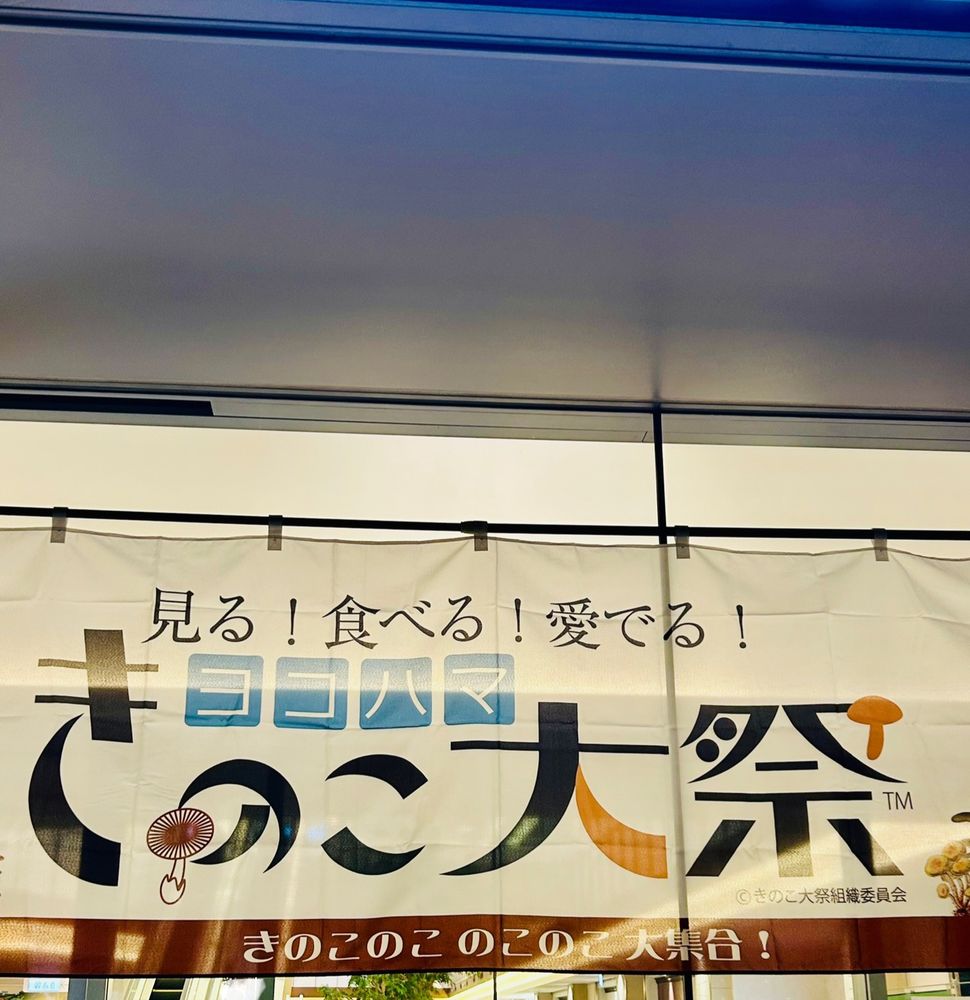 見る！食べる！愛でる！
ヨコハマ
きのこ大祭
TM
©きのこ大祭組織委員会
きのこのこ のこのこ 大集合！